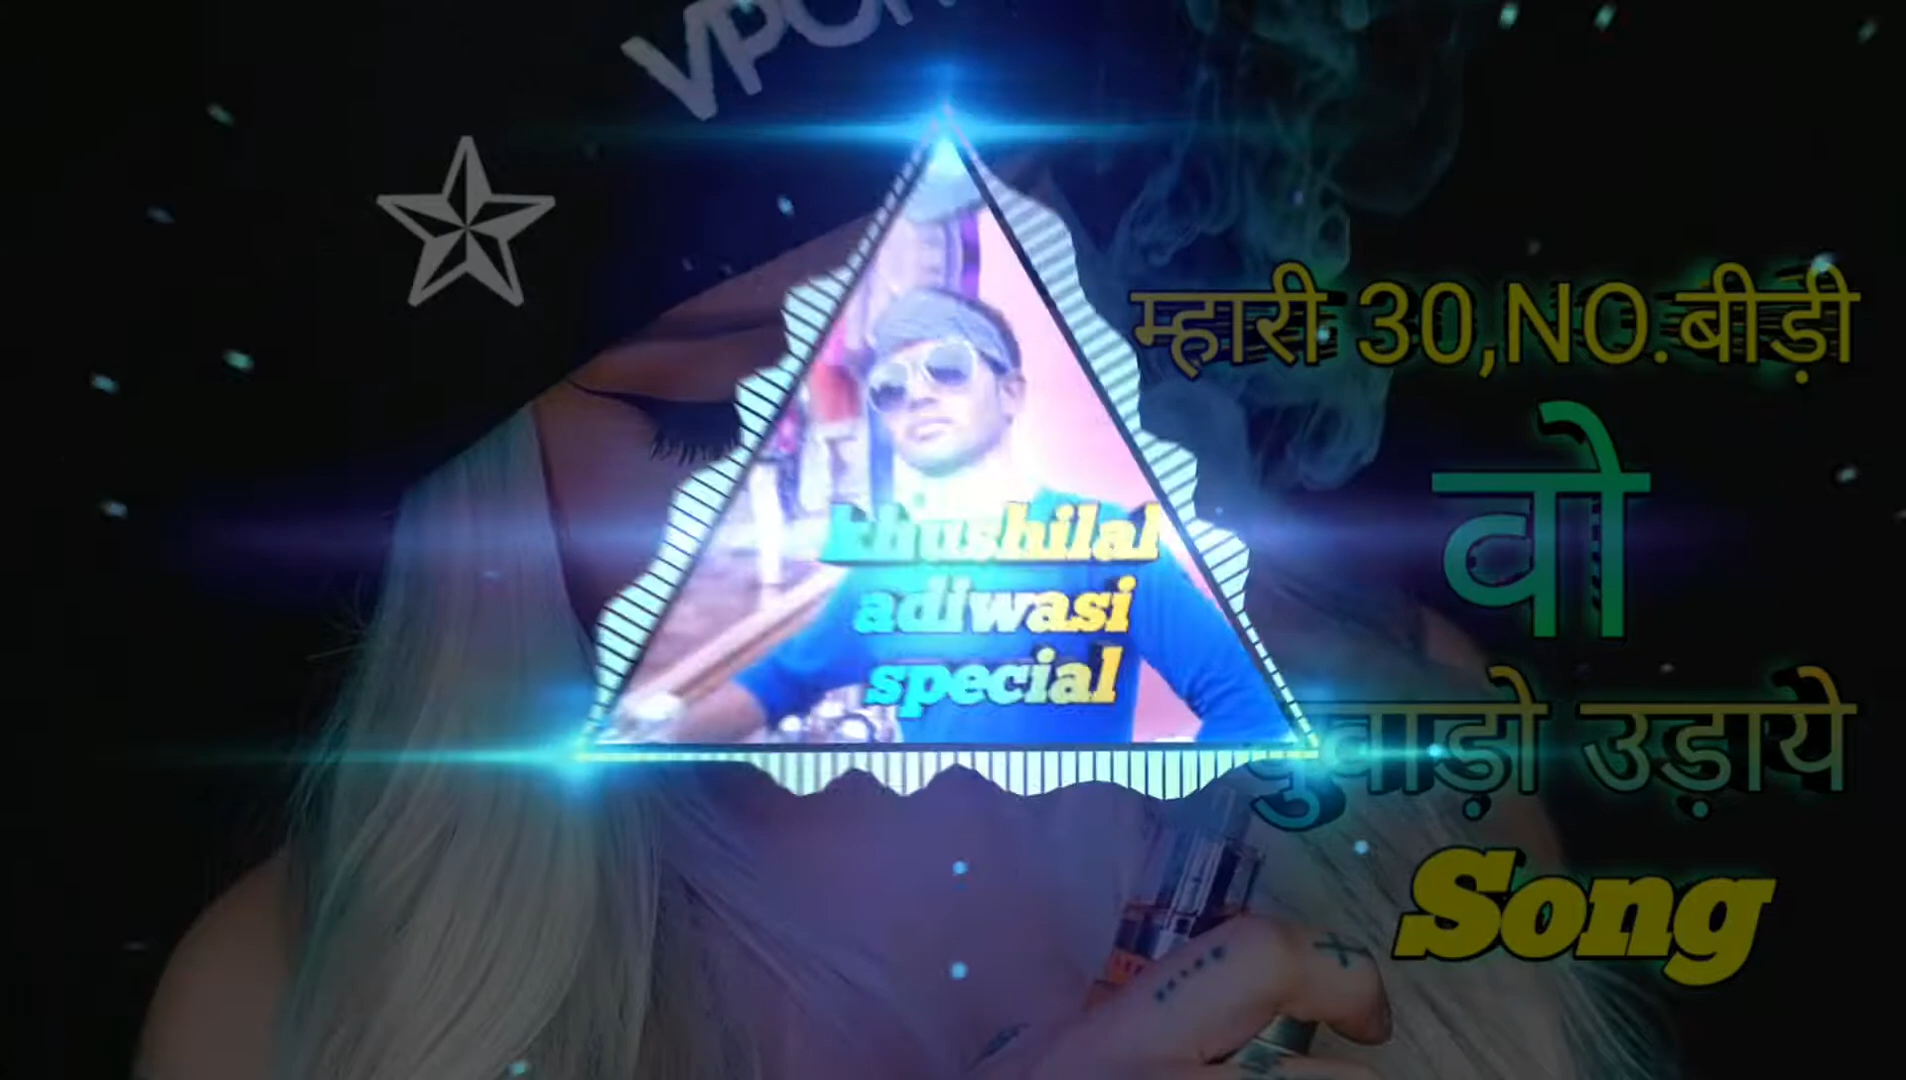 म्हारी 30,NO.बीड़ी
वो
धुवाड़ो उड़ाये
Song
khushilal
adiwasi
special